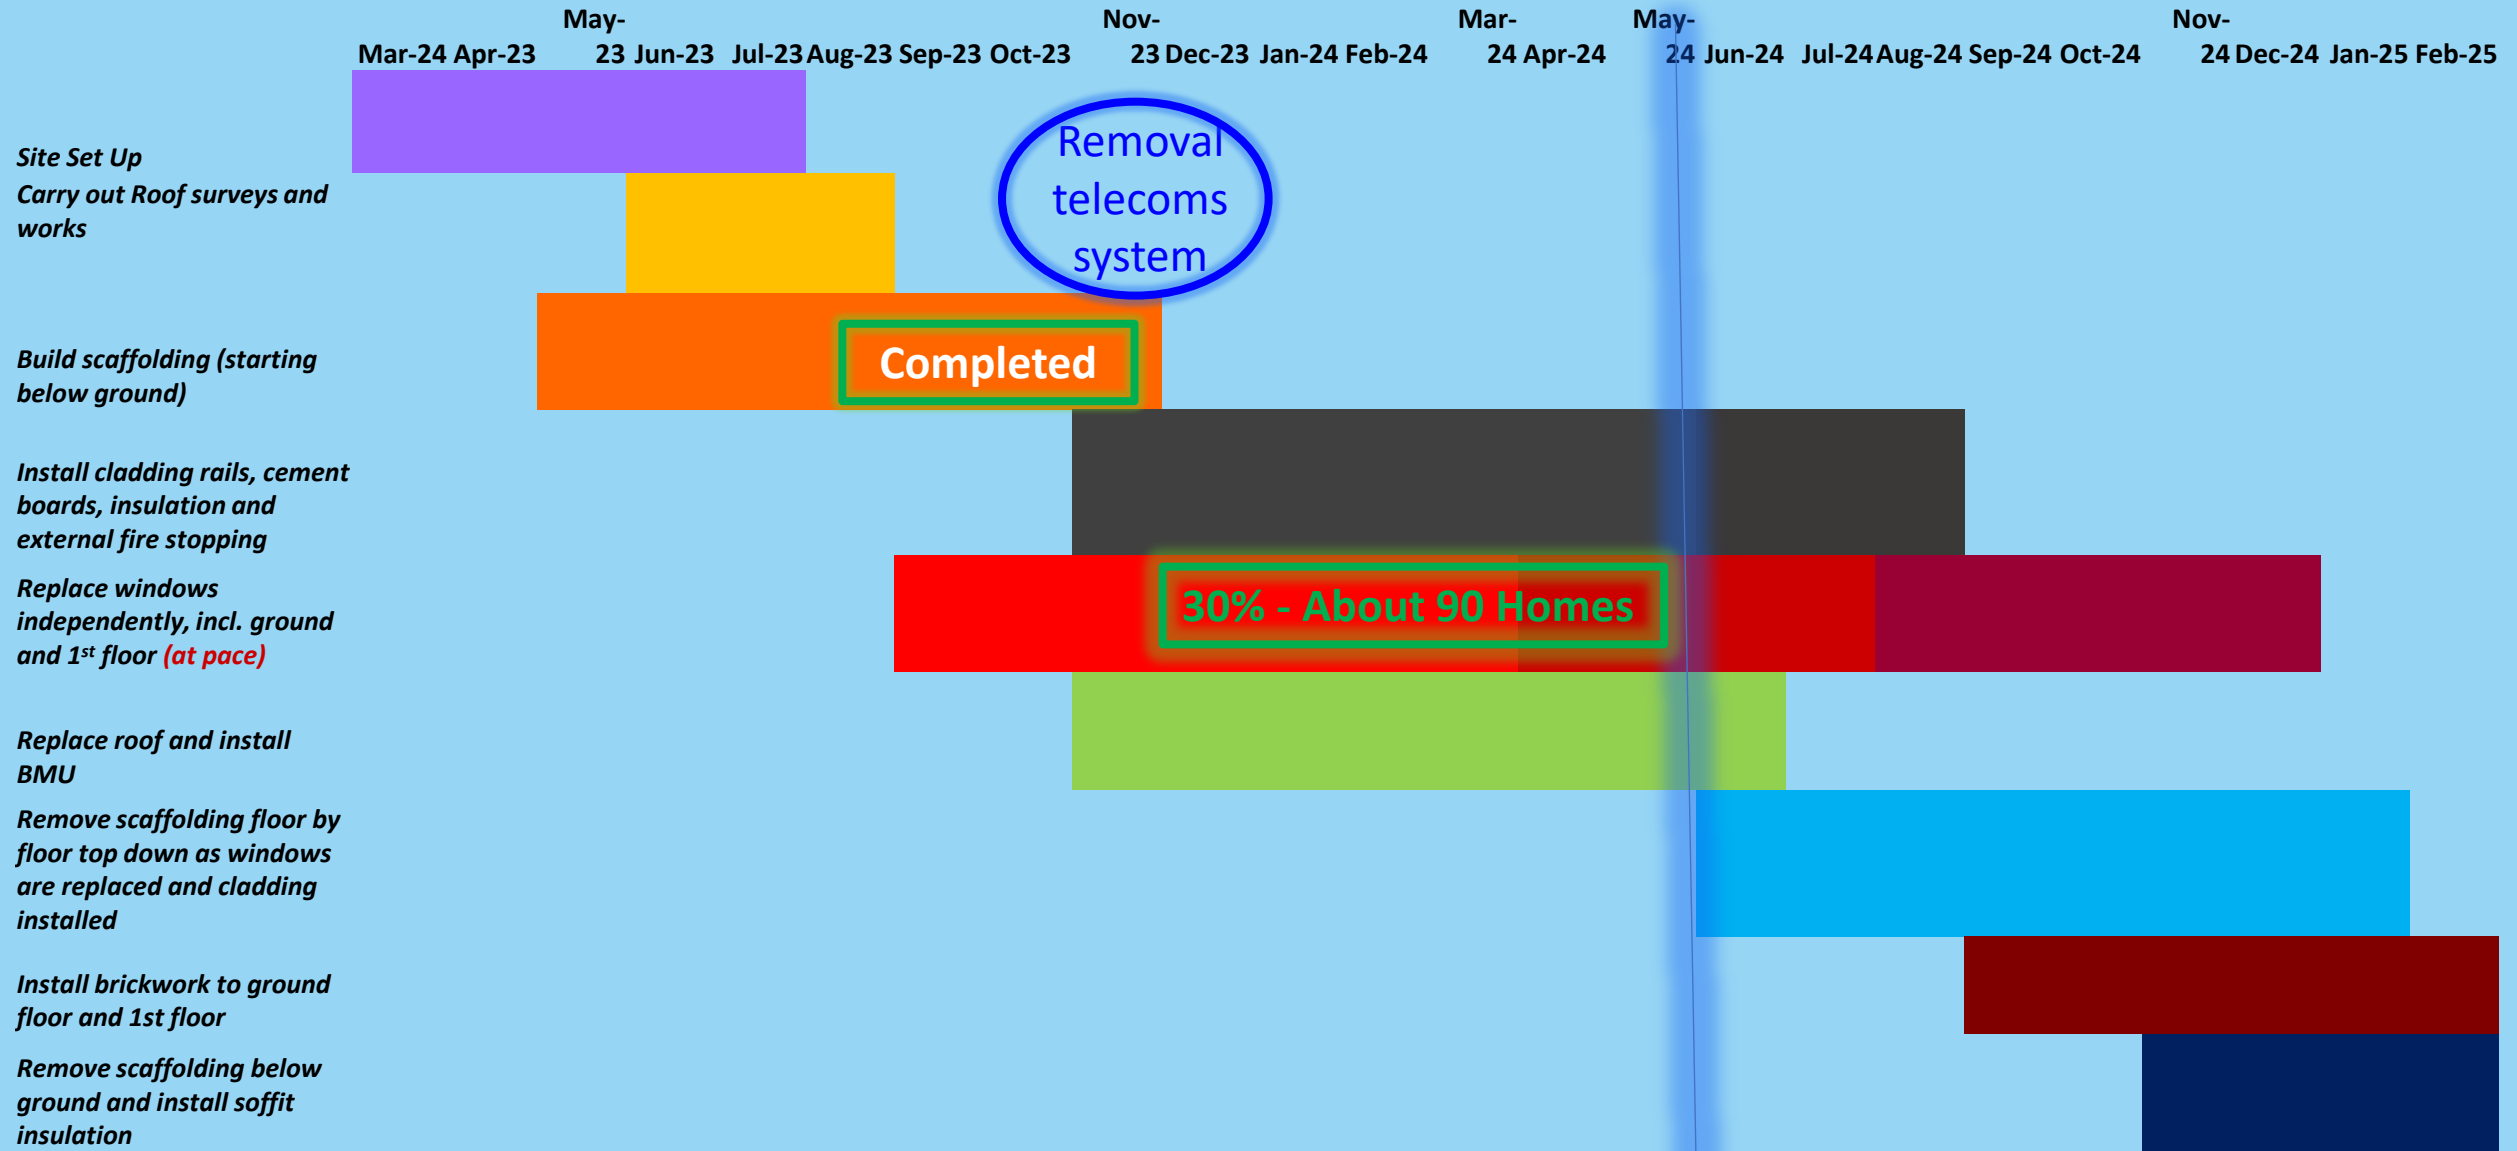 May-
Nov-
Mar-
May-
Nov-
Mar-24 Apr-23 23 Jun-23 Jul-23 Aug-23 Sep-23 Oct-23 23 Dec-23 Jan-24 Feb-24 24 Apr-24 24 Jun-24 Jul-24 Aug-24 Sep-24 Oct-24 24 Dec-24 Jan-25 Feb-25
Removal
telecoms
system
Site Set Up
Carry out Roof surveys and
works
Build scaffolding (starting
below ground)
Completed
Install cladding rails, cement
boards, insulation and
external fire stopping
Replace windows
independently, incl. ground
and 1st floor (at pace)
30% - About 90 Homes
Replace roof and install
BMU
Remove scaffolding floor by
floor top down as windows
are replaced and cladding
installed
Install brickwork to ground
floor and 1st floor
Remove scaffolding below
ground and install soffit
insulation